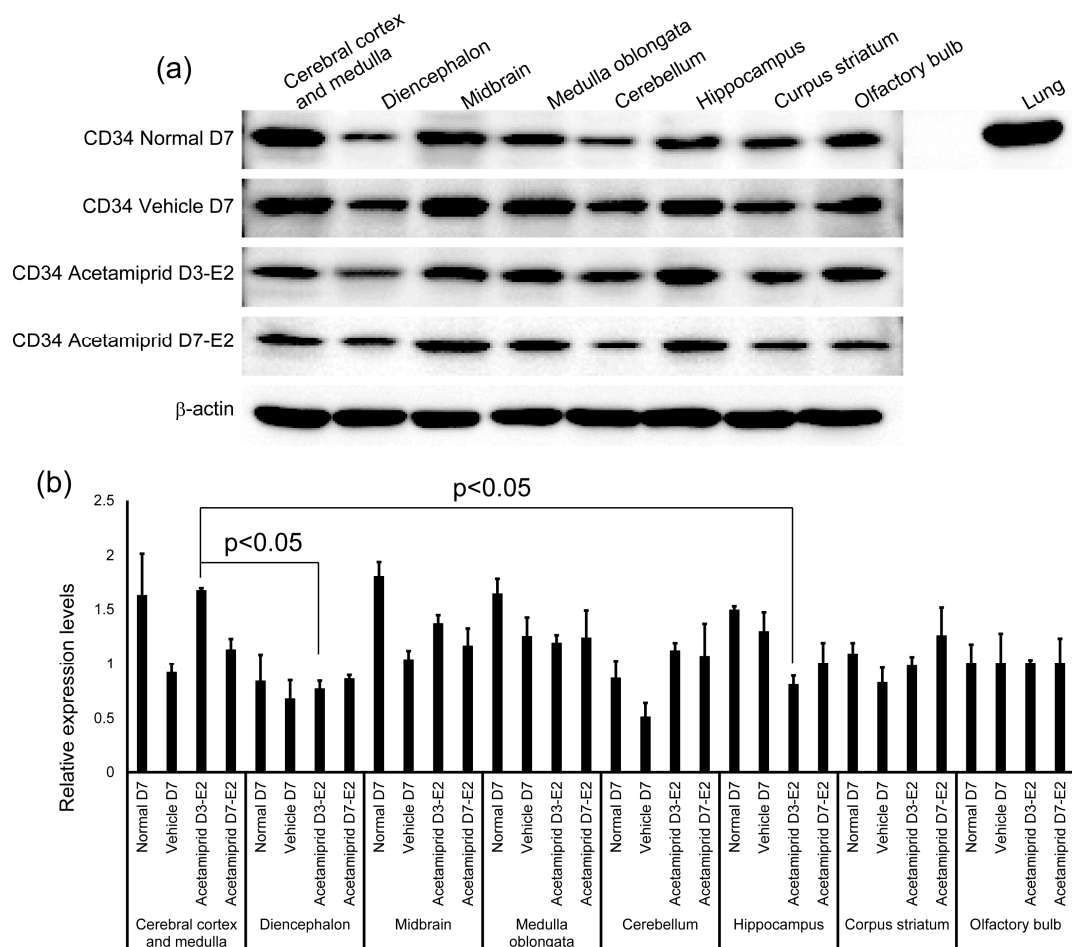 (a)
Cerebral cortex
and medulla
Diencephalon
Midbrain
Medulla oblongata
Cerebellum
Hippocampus
Curpus striatum
Olfactory bulb
Lung
CD34 Normal D7
CD34 Vehicle D7
CD34 Acetamiprid D3-E2
CD34 Acetamiprid D7-E2
β-actin
(b)
p<0.05
p<0.05
Relative expression levels
2.5
2
1.5
1
0.5
0
Normal D7
Vehicle D7
Acetamiprid D3-E2
Acetamiprid D7-E2
Normal D7
Vehicle D7
Acetamiprid D3-E2
Acetamiprid D7-E2
Normal D7
Vehicle D7
Acetamiprid D3-E2
Acetamiprid D7-E2
Normal D7
Vehicle D7
Acetamiprid D3-E2
Acetamiprid D7-E2
Normal D7
Vehicle D7
Acetamiprid D3-E2
Acetamiprid D7-E2
Normal D7
Vehicle D7
Acetamiprid D3-E2
Acetamiprid D7-E2
Normal D7
Vehicle D7
Acetamiprid D3-E2
Acetamiprid D7-E2
Normal D7
Vehicle D7
Acetamiprid D3-E2
Acetamiprid D7-E2
Cerebral cortex
and medulla
Diencephalon
Midbrain
Medulla
oblongata
Cerebellum
Hippocampus
Corpus striatum
Olfactory bulb